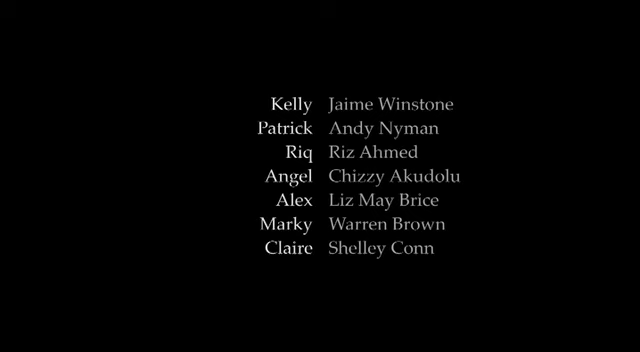 Kelly Jaime Winstone
Patrick Andy Nyman
Riq Riz Ahmed
Angel Chizzy Akudolu
Alex Liz May Brice
Marky Warren Brown
Claire Shelley Conn